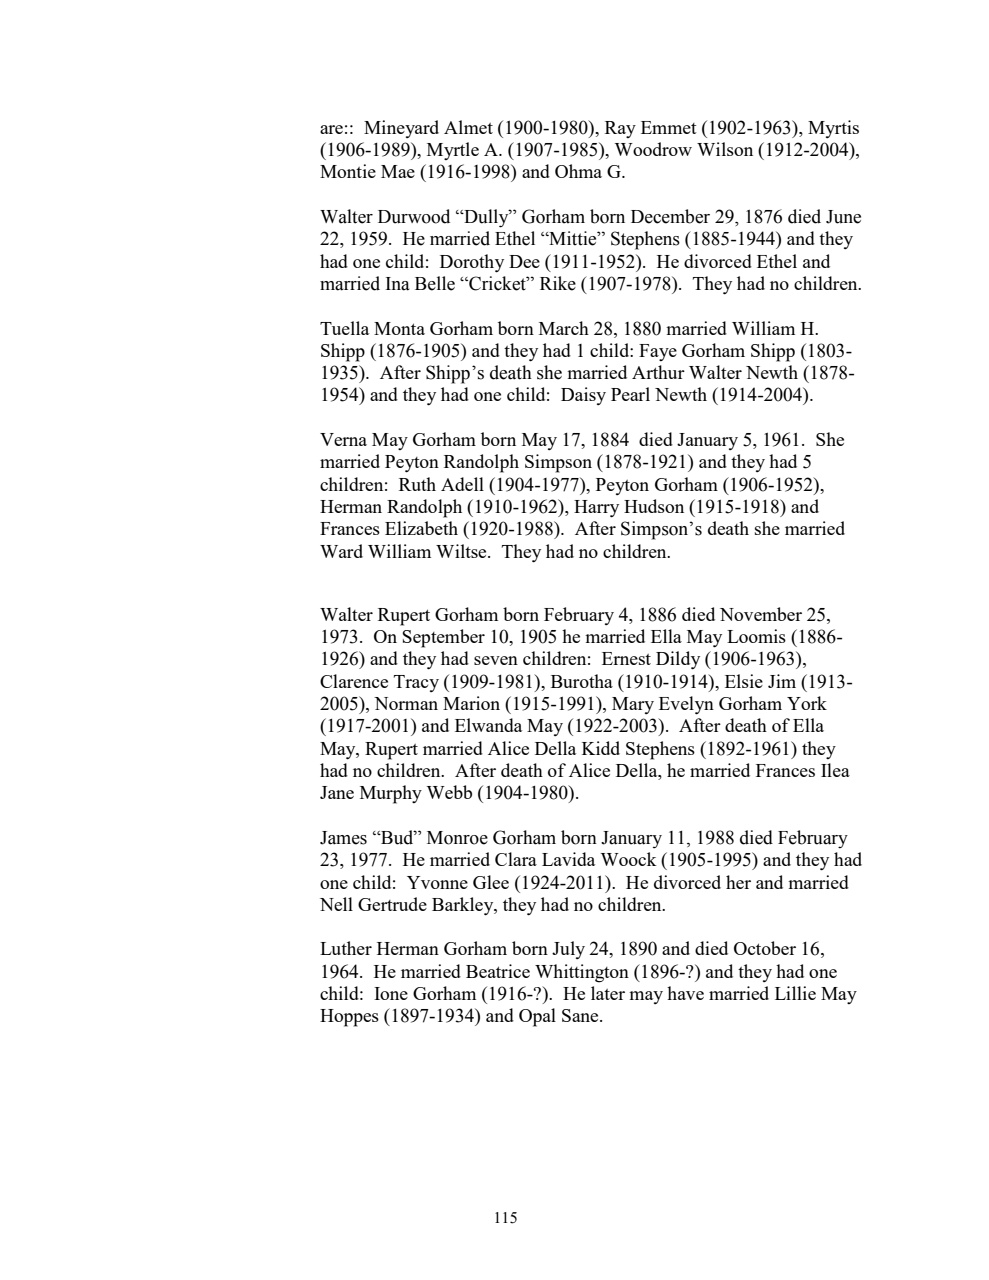 are::  Mineyard Almet (1900-1980), Ray Emmet (1902-1963), Myrtis
(1906-1989), Myrtle A. (1907-1985), Woodrow Wilson (1912-2004),
Montie Mae (1916-1998) and Ohma G.
Walter Durwood “Dully” Gorham born December 29, 1876 died June
22, 1959.  He married Ethel “Mittie” Stephens (1885-1944) and they
had one child:  Dorothy Dee (1911-1952).  He divorced Ethel and
married Ina Belle “Cricket” Rike (1907-1978).  They had no children.
Tuella Monta Gorham born March 28, 1880 married William H.
Shipp (1876-1905) and they had 1 child: Faye Gorham Shipp (1803-
1935).  After Shipp’s death she married Arthur Walter Newth (1878-
1954) and they had one child:  Daisy Pearl Newth (1914-2004).
Verna May Gorham born May 17, 1884  died January 5, 1961.  She
married Peyton Randolph Simpson (1878-1921) and they had 5
children:  Ruth Adell (1904-1977), Peyton Gorham (1906-1952),
Herman Randolph (1910-1962), Harry Hudson (1915-1918) and
Frances Elizabeth (1920-1988).  After Simpson’s death she married
Ward William Wiltse.  They had no children.
Walter Rupert Gorham born February 4, 1886 died November 25,
1973.  On September 10, 1905 he married Ella May Loomis (1886-
1926) and they had seven children:  Ernest Dildy (1906-1963),
Clarence Tracy (1909-1981), Burotha (1910-1914), Elsie Jim (1913-
2005), Norman Marion (1915-1991), Mary Evelyn Gorham York
(1917-2001) and Elwanda May (1922-2003).  After death of Ella
May, Rupert married Alice Della Kidd Stephens (1892-1961) they
had no children.  After death of Alice Della, he married Frances Ilea
Jane Murphy Webb (1904-1980).
James “Bud” Monroe Gorham born January 11, 1988 died February
23, 1977.  He married Clara Lavida Woock (1905-1995) and they had
one child:  Yvonne Glee (1924-2011).  He divorced her and married
Nell Gertrude Barkley, they had no children.
Luther Herman Gorham born July 24, 1890 and died October 16,
1964.  He married Beatrice Whittington (1896-?) and they had one
child:  Ione Gorham (1916-?).  He later may have married Lillie May
Hoppes (1897-1934) and Opal Sane.
115